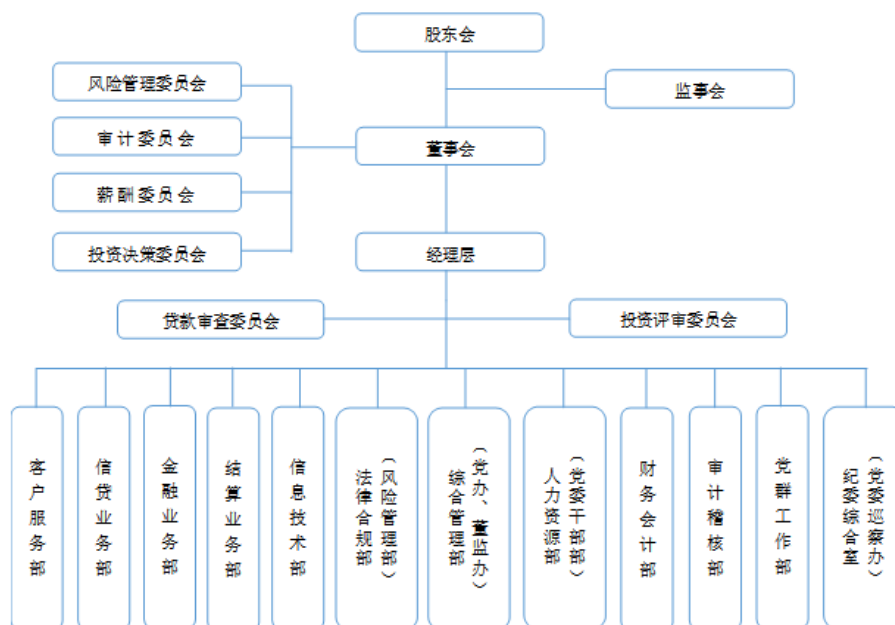 股东会
风险管理委员会
监事会
审计委员会
董事会
薪酬委员会
投资决策委员会
经理层
贷款审查委员会
投资评审委员会
客户服务部
信贷业务部
金融业务部
结算业务部
信息技术部
法律合规部
（风险管理部）
综合管理部
（党办、董监办）
人力资源部
（党委干部部）
财务会计部
审计稽核部
党群工作部
纪委综合室
（党委巡察办）